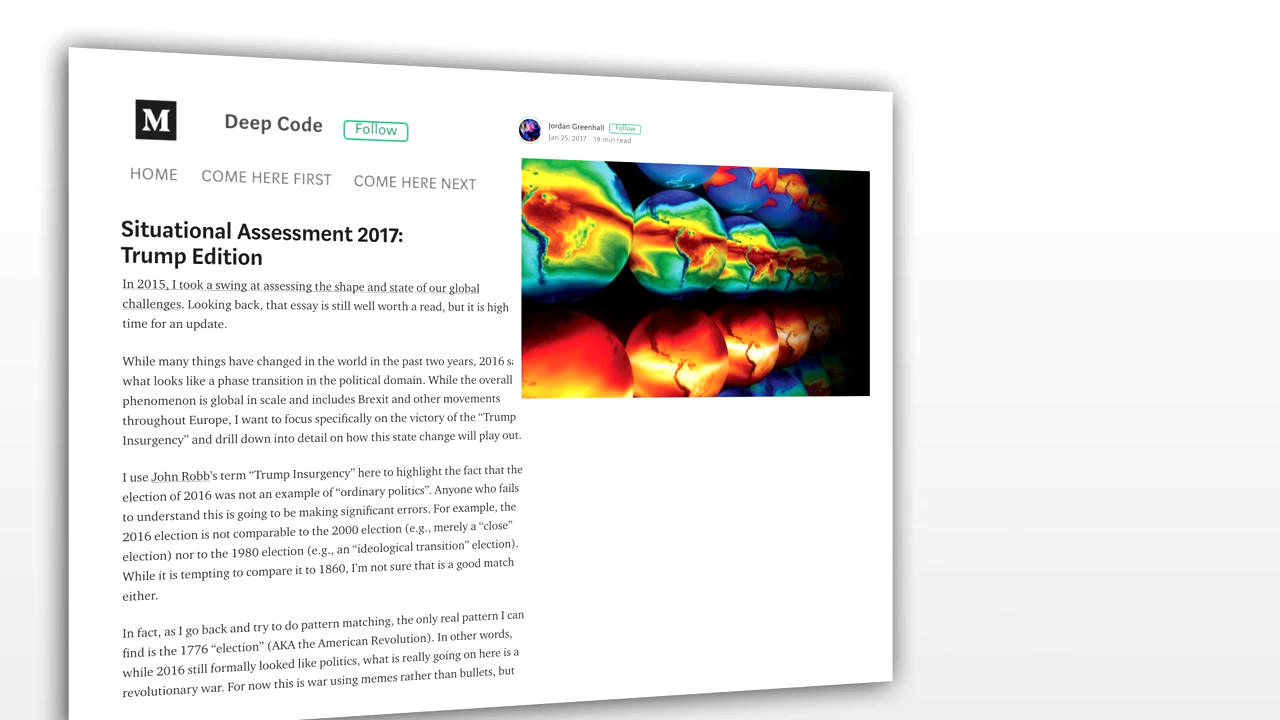 M
Deep Code
Follow
HOME
COME HERE FIRST
COME HERE NEXT
Situational Assessment 2017:
Trump Edition
In 2015, I took a swing at assessing the shape and state of our global
challenges. Looking back, that essay is still well worth a read, but it is high
time for an update.
While many things have changed in the world in the past two years, 2016
what looks like a phase transition in the political domain. While the overall
phenomenon is global in scale and includes Brexit and other movements
throughout Europe, I want to focus specifically on the victory of the “Trump
Insurgency” and drill down into detail on how this state change will play out.
I use John Robb’s term “Trump Insurgency” here to highlight the fact that the
election of 2016 was not an example of “ordinary politics”. Anyone who fails
to understand this is going to be making significant errors. For example, the
2016 election is not comparable to the 2000 election (e.g., merely a “close”
election) nor to the 1980 election (e.g., an “ideological transition” election).
While it is tempting to compare it to 1860, I’m not sure that is a good match
either.
In fact, as I go back and try to do pattern matching, the only real pattern I can
find is the 1776 “election” (AKA the American Revolution). In other words,
while 2016 still formally looked like politics, what is really going on here is a
revolutionary war. For now this is war using memes rather than bullets, but
Jordan Greenhall
Follow
Jan 25, 2017 · 19 min read